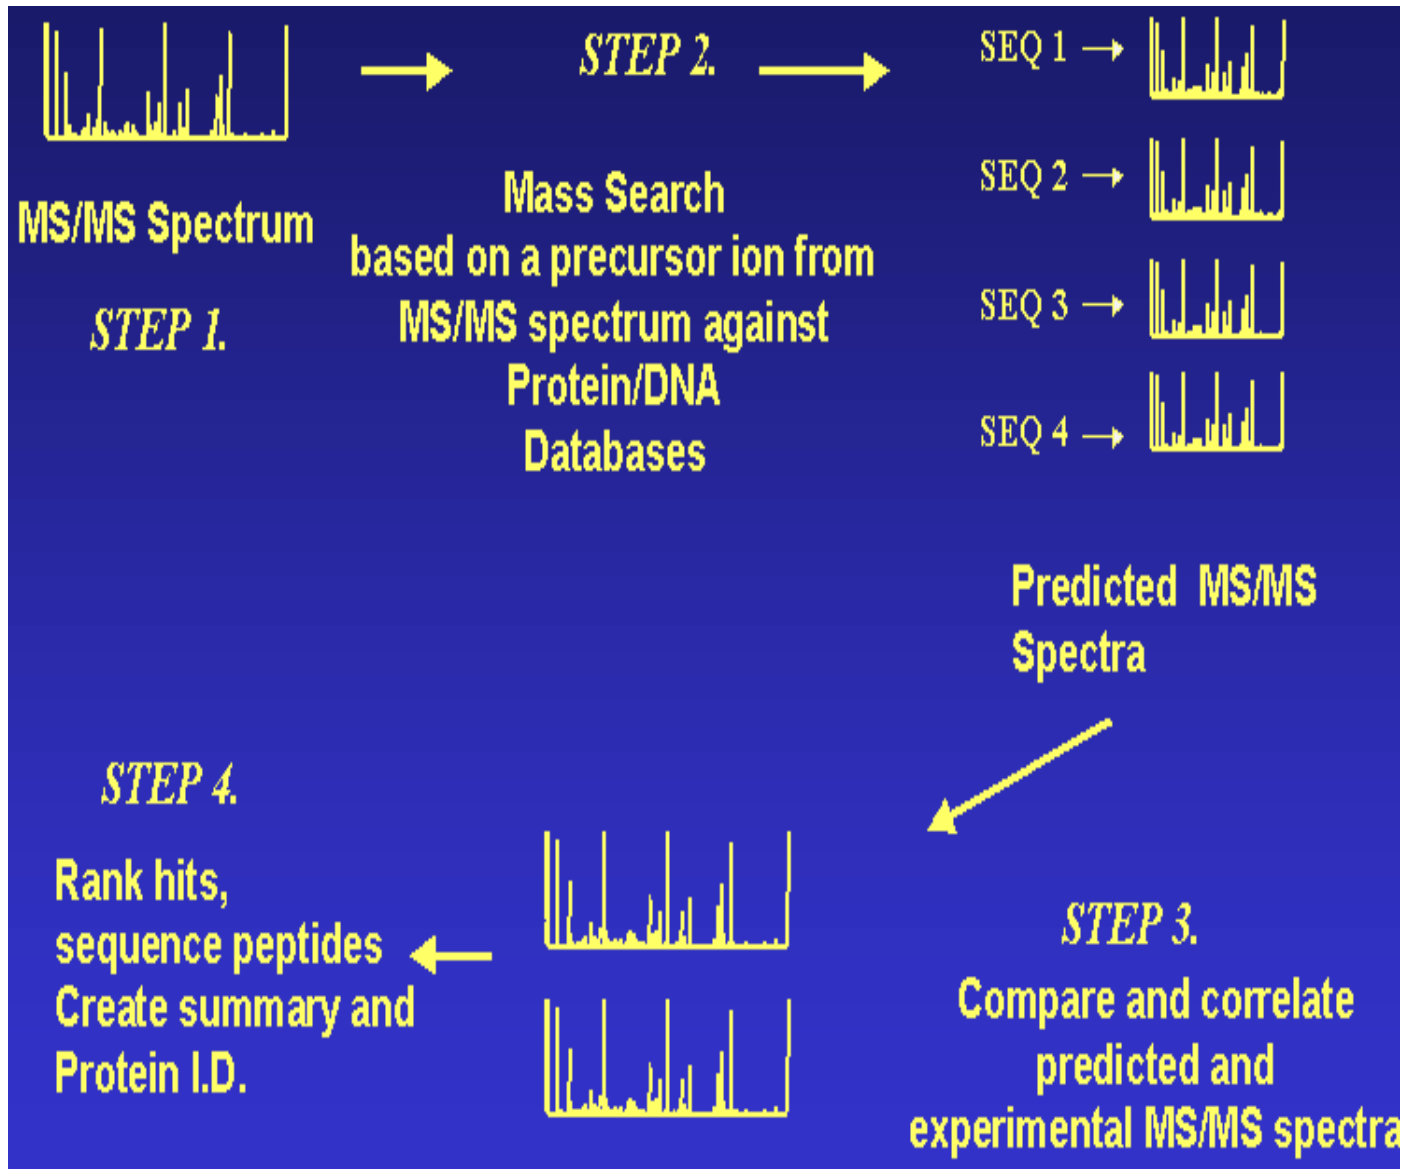 MS/MS Spectrum
STEP 1.
STEP 2.
Mass Search
based on a precursor ion from
MS/MS spectrum against
Protein/DNA
Databases
SEQ 1
SEQ 2
SEQ 3
SEQ 4
Predicted MS/MS
Spectra
STEP 3.
Compare and correlate
predicted and
experimental MS/MS spectra
STEP 4.
Rank hits,
sequence peptides
Create summary and
Protein I.D.